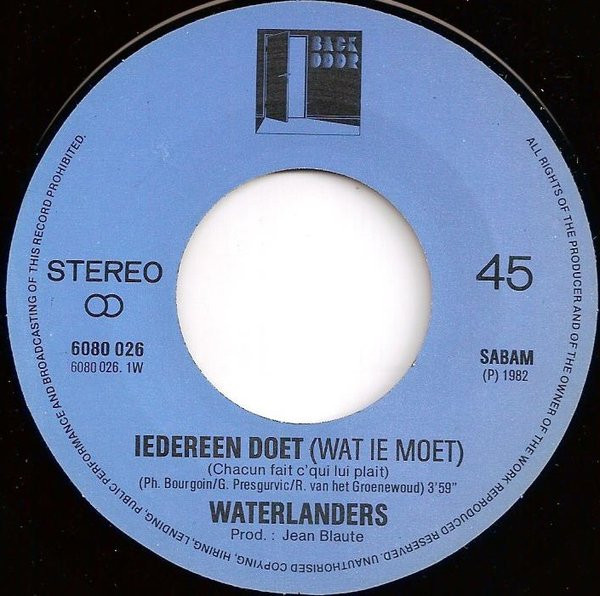 BACK
DOOR
STEREO
45
6080 026
6080 026. 1W
SABAM
(P) 1982
IEDEREEN DOET (WAT IE MOET)
(Chacun fait c'qui lui plait)
(Ph. Bourgoin/G. Presgurvic/R. van het Groenewoud) 3'59"
WATERLANDERS
Prod. : Jean Blaute
ALL RIGHTS OF THE PRODUCER AND OF THE OWNER OF THE WORK REPRODUCED RESERVED. UNAUTHORISED COPYING, HIRING, LENDING, PUBLIC PERFORMANCE AND BROADCASTING OF THIS RECORD PROHIBITED.